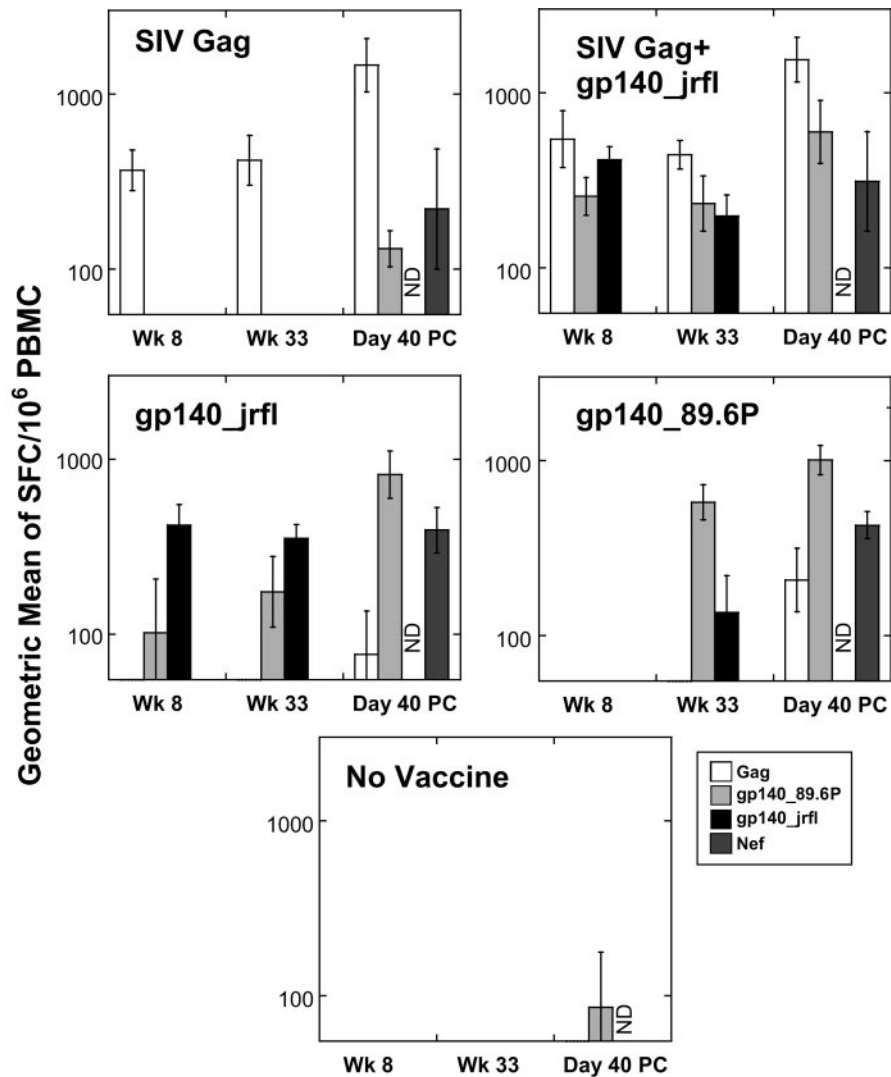 Geometric Mean of SFC/10⁶ PBMC
SIV Gag
1000
100
ND
Wk 8 Wk 33 Day 40 PC
SIV Gag+
gp140_jrfl
1000
100
ND
Wk 8 Wk 33 Day 40 PC
gp140_jrfl
1000
100
ND
Wk 8 Wk 33 Day 40 PC
gp140_89.6P
1000
100
ND
Wk 8 Wk 33 Day 40 PC
No Vaccine
1000
100
ND
Wk 8 Wk 33 Day 40 PC
Gag
gp140_89.6P
gp140_jrfl
Nef